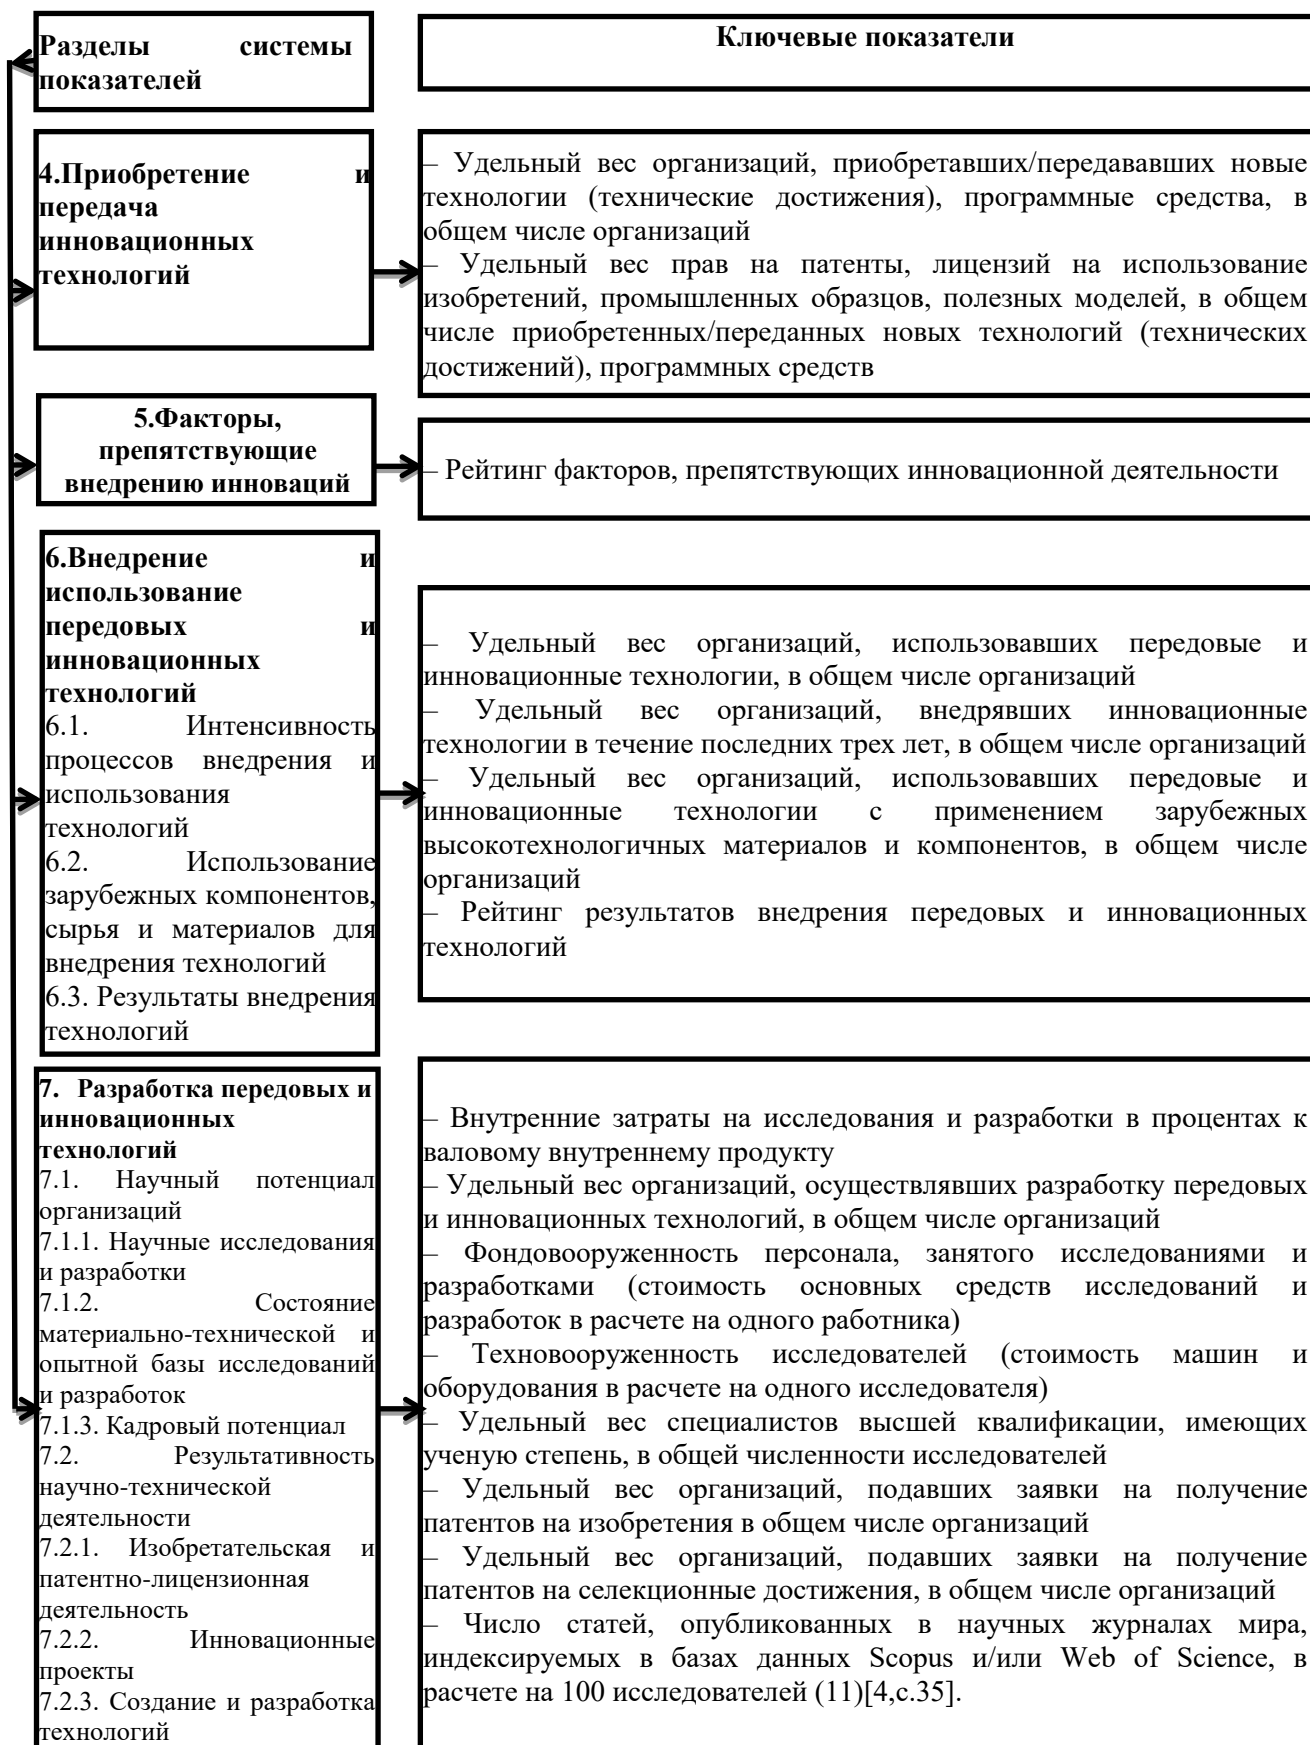 Разделы системы
показателей
Ключевые показатели
4.Приобретение и
передача
инновационных
технологий
– Удельный вес организаций, приобретавших/передававших новые
технологии (технические достижения), программные средства, в
общем числе организаций
– Удельный вес прав на патенты, лицензий на использование
изобретений, промышленных образцов, полезных моделей, в общем
числе приобретенных/переданных новых технологий (технических
достижений), программных средств
5.Факторы,
препятствующие
внедрению инноваций
– Рейтинг факторов, препятствующих инновационной деятельности
6.Внедрение и
использование
передовых и
инновационных
технологий
6.1. Интенсивность
процессов внедрения и
использования
технологий
6.2. Использование
зарубежных компонентов,
сырья и материалов для
внедрения технологий
6.3. Результаты внедрения
технологий
– Удельный вес организаций, использовавших передовые и
инновационные технологии, в общем числе организаций
– Удельный вес организаций, внедрявших инновационные
технологии в течение последних трех лет, в общем числе организаций
– Удельный вес организаций, использовавших передовые и
инновационные технологии с применением зарубежных
высокотехнологичных материалов и компонентов, в общем числе
организаций
– Рейтинг результатов внедрения передовых и инновационных
технологий
7. Разработка передовых и
инновационных
технологий
7.1. Научный потенциал
организаций
7.1.1. Научные исследования
и разработки
7.1.2. Состояние
материально-технической и
опытной базы исследований
и разработок
7.1.3. Кадровый потенциал
7.2. Результативность
научно-технической
деятельности
7.2.1. Изобретательская и
патентно-лицензионная
деятельность
7.2.2. Инновационные
проекты
7.2.3. Создание и разработка
технологий
– Внутренние затраты на исследования и разработки в процентах к
валовому внутреннему продукту
– Удельный вес организаций, осуществлявших разработку передовых
и инновационных технологий, в общем числе организаций
– Фондовооруженность персонала, занятого исследованиями и
разработками (стоимость основных средств исследований и
разработок в расчете на одного работника)
– Техновооруженность исследователей (стоимость машин и
оборудования в расчете на одного исследователя)
– Удельный вес специалистов высшей квалификации, имеющих
ученую степень, в общей численности исследователей
– Удельный вес организаций, подавших заявки на получение
патентов на изобретения в общем числе организаций
– Удельный вес организаций, подавших заявки на получение
патентов на селекционные достижения, в общем числе организаций
– Число статей, опубликованных в научных журналах мира,
индексируемых в базах данных Scopus и/или Web of Science, в
расчете на 100 исследователей (11)[4,с.35].